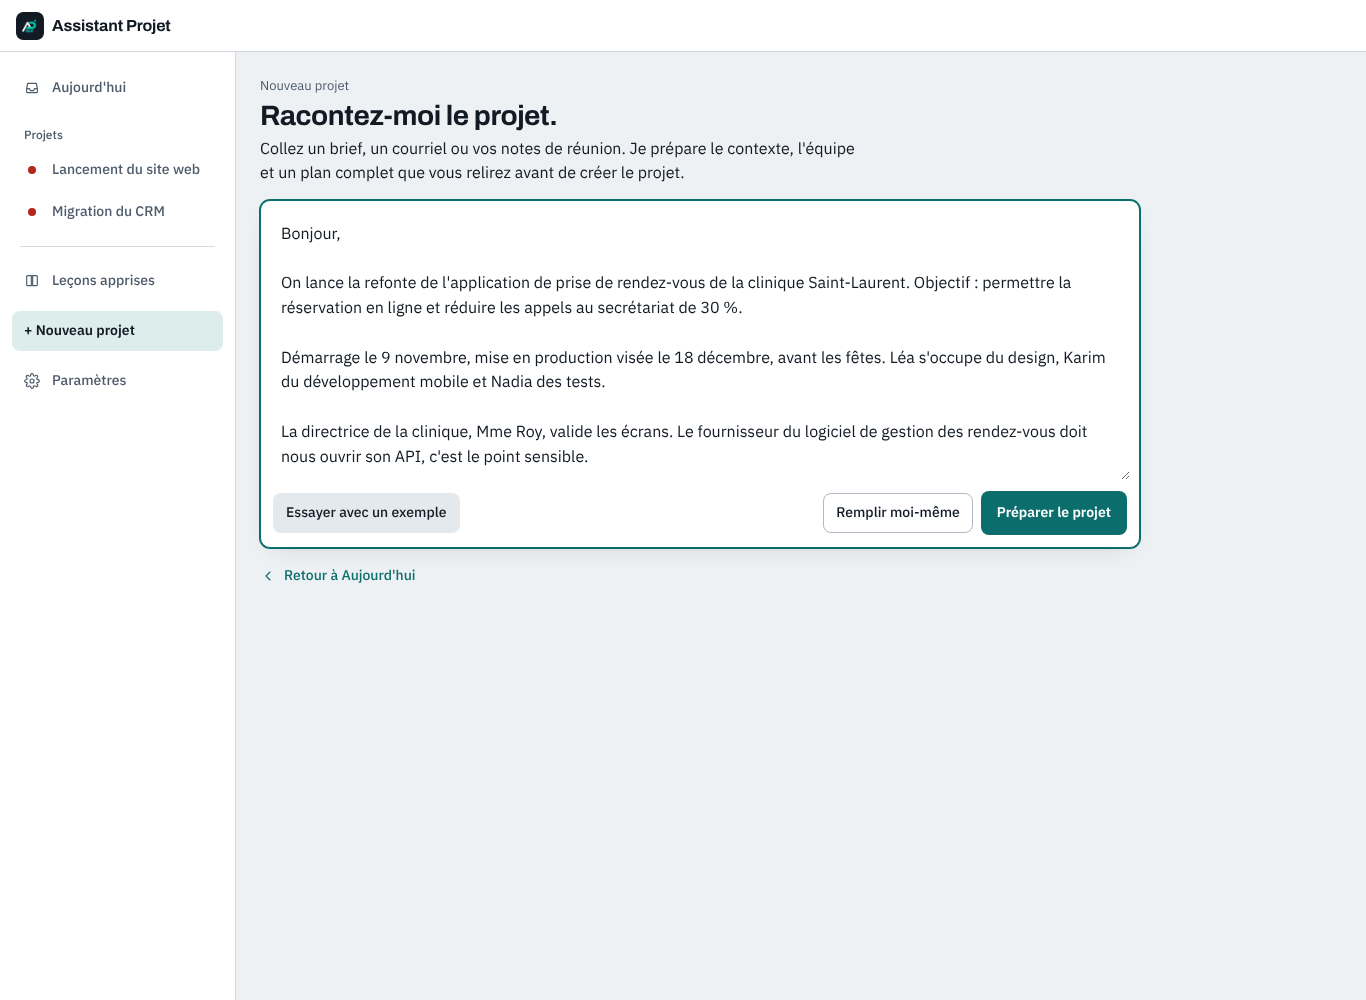 Assistant Projet
Aujourd'hui
Projets
Lancement du site web
Migration du CRM
Leçons apprises
+ Nouveau projet
Paramètres
Nouveau projet
Racontez-moi le projet.
Collez un brief, un courriel ou vos notes de réunion. Je prépare le contexte, l'équipe
et un plan complet que vous relirez avant de créer le projet.
Bonjour,
On lance la refonte de l'application de prise de rendez-vous de la clinique Saint-Laurent. Objectif : permettre la
réservation en ligne et réduire les appels au secrétariat de 30 %.
Démarrage le 9 novembre, mise en production visée le 18 décembre, avant les fêtes. Léa s'occupe du design, Karim
du développement mobile et Nadia des tests.
La directrice de la clinique, Mme Roy, valide les écrans. Le fournisseur du logiciel de gestion des rendez-vous doit
nous ouvrir son API, c'est le point sensible.
Essayer avec un exemple
Remplir moi-même
Préparer le projet
Retour à Aujourd'hui